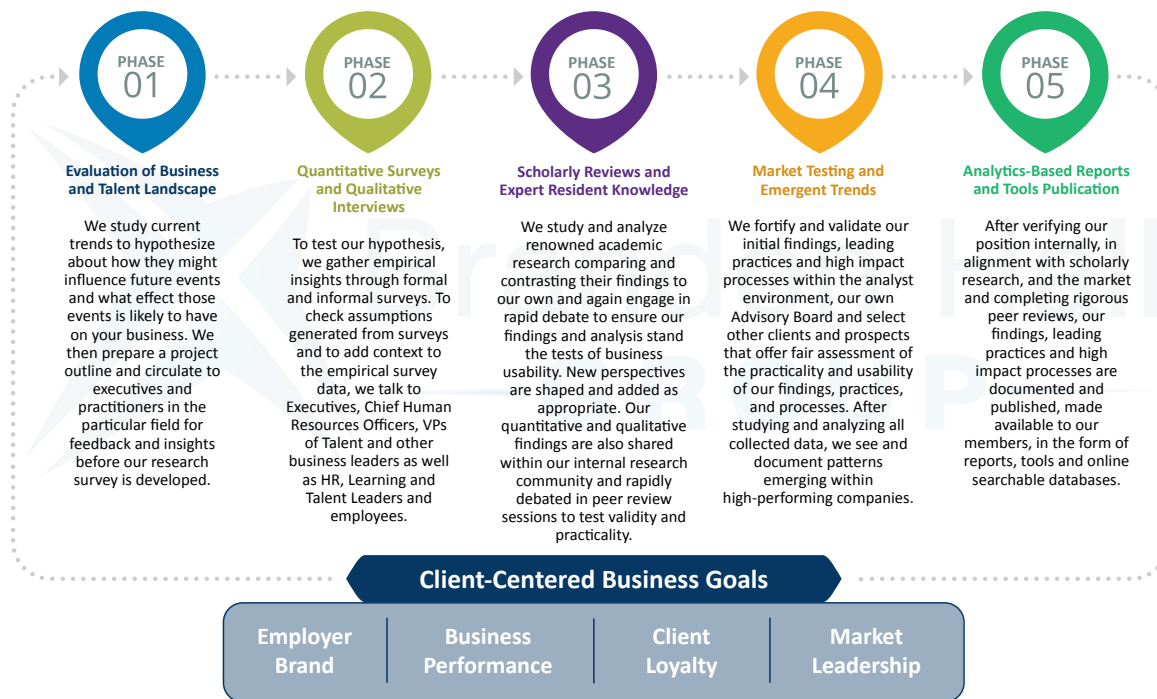 PHASE
01
Evaluation of Business
and Talent Landscape
We study current
trends to hypothesize
about how they might
influence future events
and what effect those
events is likely to have
on your business. We
then prepare a project
outline and circulate to
executives and
practitioners in the
particular field for
feedback and insights
before our research
survey is developed.
PHASE
02
Quantitative Surveys
and Qualitative
Interviews
To test our hypothesis,
we gather empirical
insights through formal
and informal surveys. To
check assumptions
generated from surveys
and to add context to
the empirical survey
data, we talk to
Executives, Chief Human
Resources Officers, VPs
of Talent and other
business leaders as well
as HR, Learning and
Talent Leaders and
employees.
PHASE
03
Scholarly Reviews and
Expert Resident Knowledge
We study and analyze
renowned academic
research comparing and
contrasting their findings to
our own and again engage in
rapid debate to ensure our
findings and analysis stand
the tests of business
usability. New perspectives
are shaped and added as
appropriate. Our
quantitative and qualitative
findings are also shared
within our internal research
community and rapidly
debated in peer review
sessions to test validity and
practicality.
PHASE
04
Market Testing and
Emergent Trends
We fortify and validate our
initial findings, leading
practices and high impact
processes within the analyst
environment, our own
Advisory Board and select
other clients and prospects
that offer fair assessment of
the practicality and usability
of our findings, practices,
and processes. After
studying and analyzing all
collected data, we see and
document patterns
emerging within
high-performing companies.
PHASE
05
Analytics-Based Reports
and Tools Publication
After verifying our
position internally, in
alignment with scholarly
research, and the market
and completing rigorous
peer reviews, our
findings, leading
practices and high
impact processes are
documented and
published, made
available to our
members, in the form of
reports, tools and online
searchable databases.
Client-Centered Business Goals
Employer
Brand
Business
Performance
Client
Loyalty
Market
Leadership